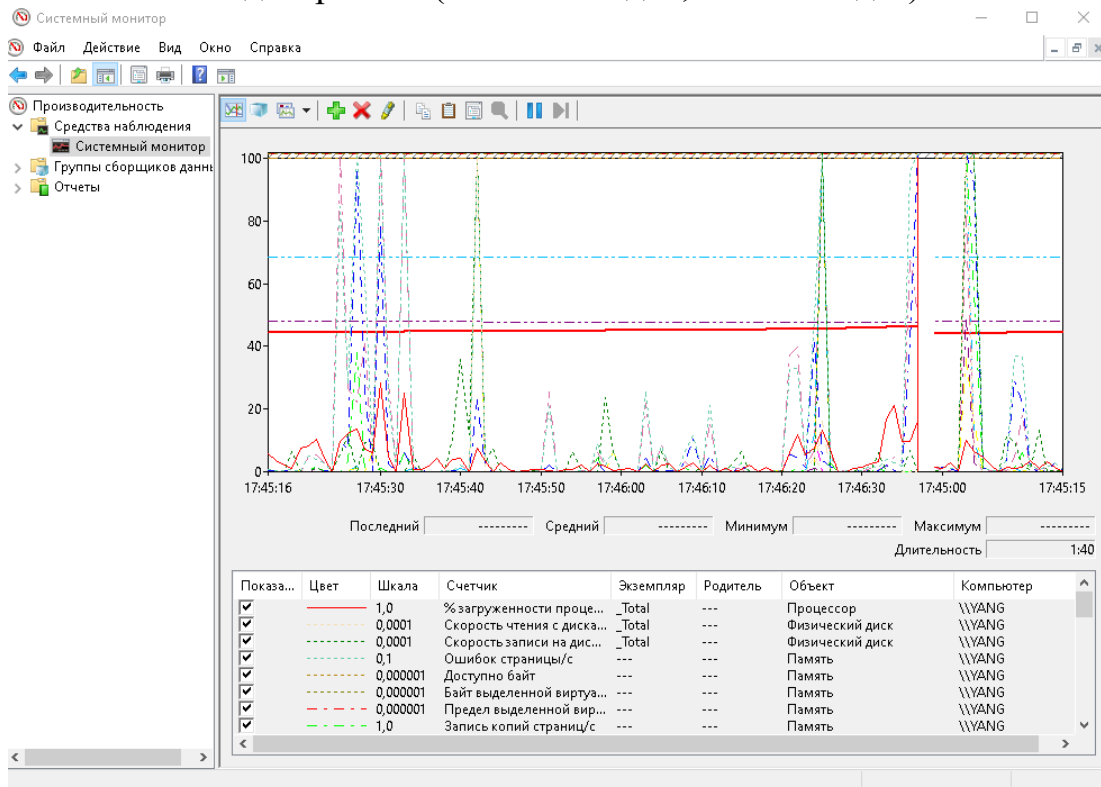 Системный монитор
Файл Действие Вид Окно Справка
Производительность
Средства наблюдения
Системный монитор
Группы сборщиков данн
Отчеты
100
80
60
40
20
0
17:45:16 17:45:30 17:45:40 17:45:50 17:46:00 17:46:10 17:46:20 17:46:30 17:45:00 17:45:15
Последний --------- Средний --------- Минимум --------- Максимум ---------
Длительность 1:40
Показа... Цвет Шкала Счетчик Экземпляр Родитель Объект Компьютер
1,0 % загруженности проце... _Total --- Процессор \\YANG
0,0001 Скорость чтения с диска... _Total --- Физический диск \\YANG
0,0001 Скорость записи на дис... _Total --- Физический диск \\YANG
0,1 Ошибок страницы/с --- --- Память \\YANG
0,000001 Доступно байт --- --- Память \\YANG
0,000001 Байт выделенной виртуа... --- --- Память \\YANG
0,000001 Предел выделенной вир... --- --- Память \\YANG
1,0 Запись копий страниц/с --- --- Память \\YANG